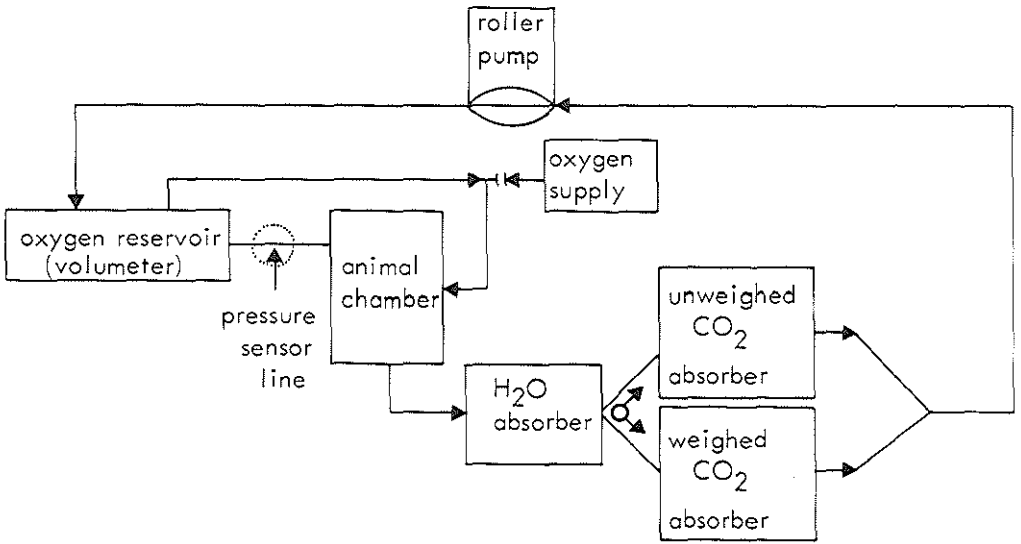 roller
pump
oxygen
supply
oxygen reservoir
(volumeter)
animal
chamber
pressure
sensor
line
H2O
absorber
unweighed
CO2
absorber
weighed
CO2
absorber